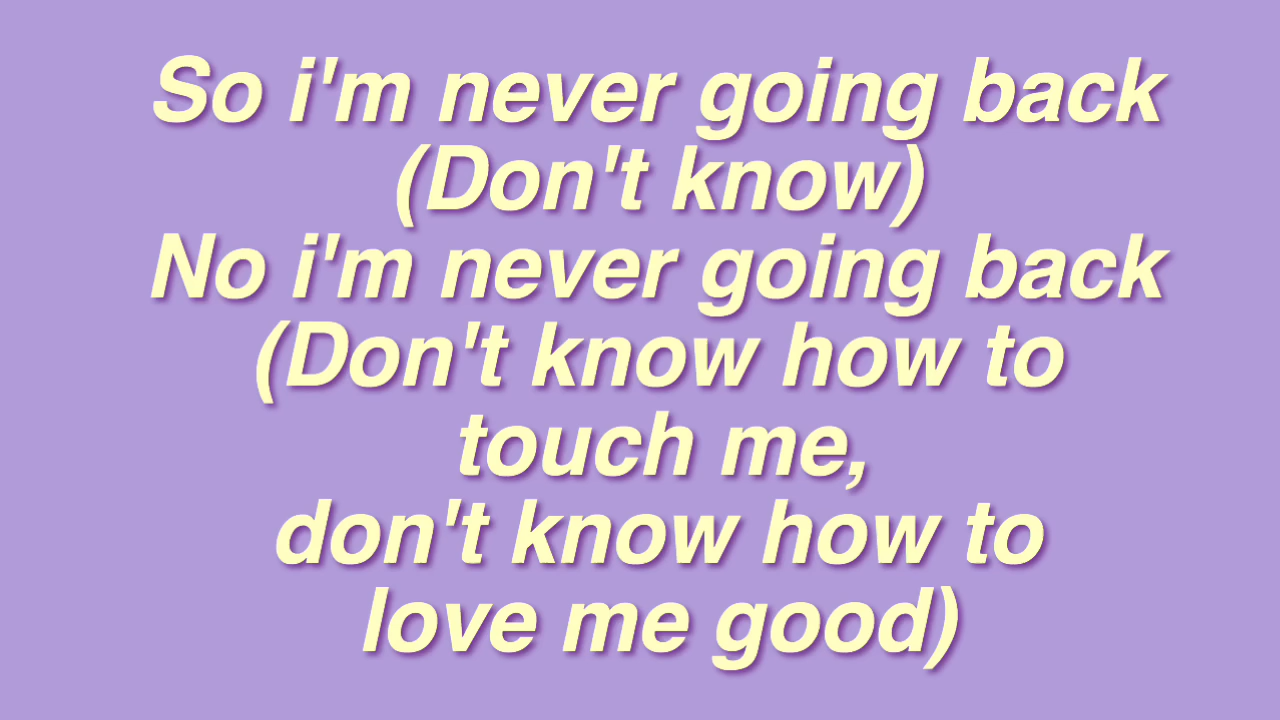 So i'm never going back
(Don't know)
No i'm never going back
(Don't know how to
touch me,
don't know how to
love me good)